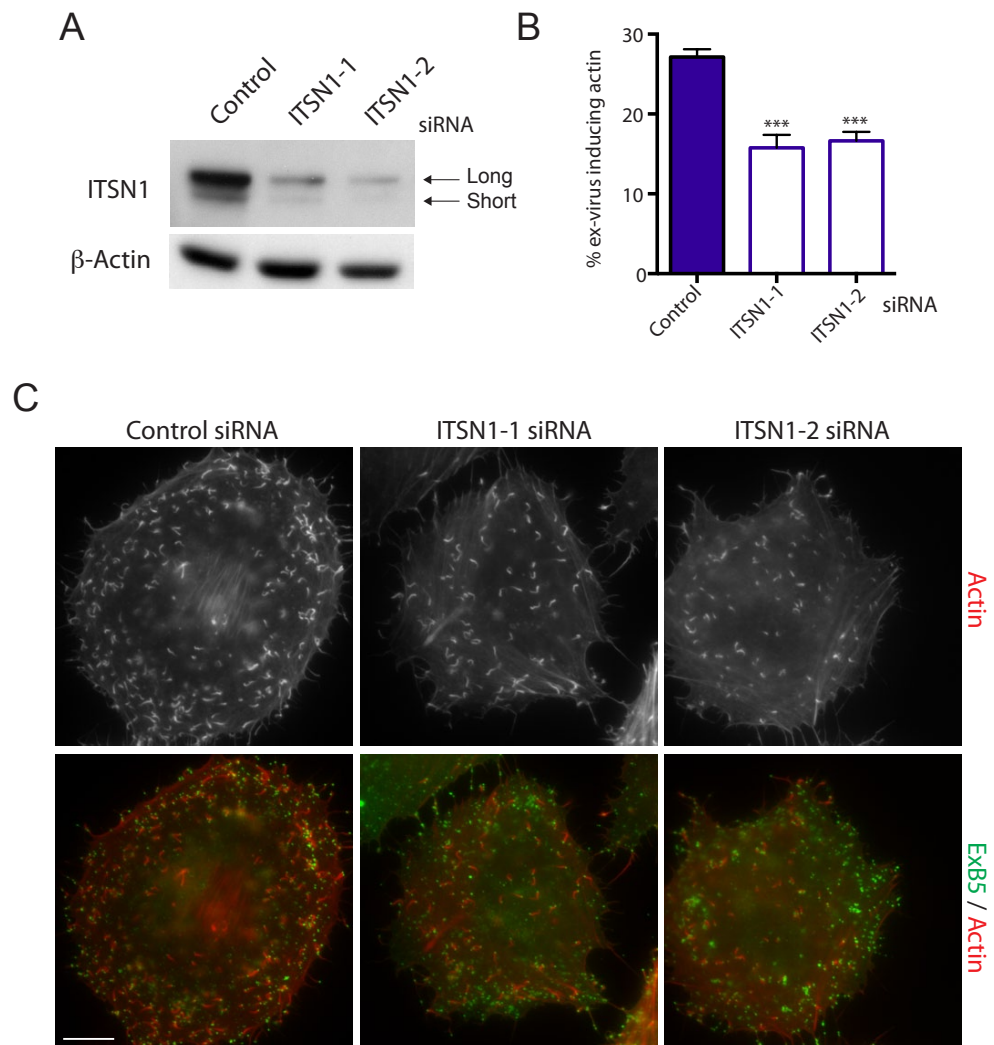 A
Control
ITSN1-1
ITSN1-2
siRNA
ITSN1
Long
Short
β-Actin
B
% ex-virus inducing actin
30
20
10
0
***
***
Control
ITSN1-1
ITSN1-2
siRNA
C
Control siRNA
ITSN1-1 siRNA
ITSN1-2 siRNA
Actin
ExB5 / Actin